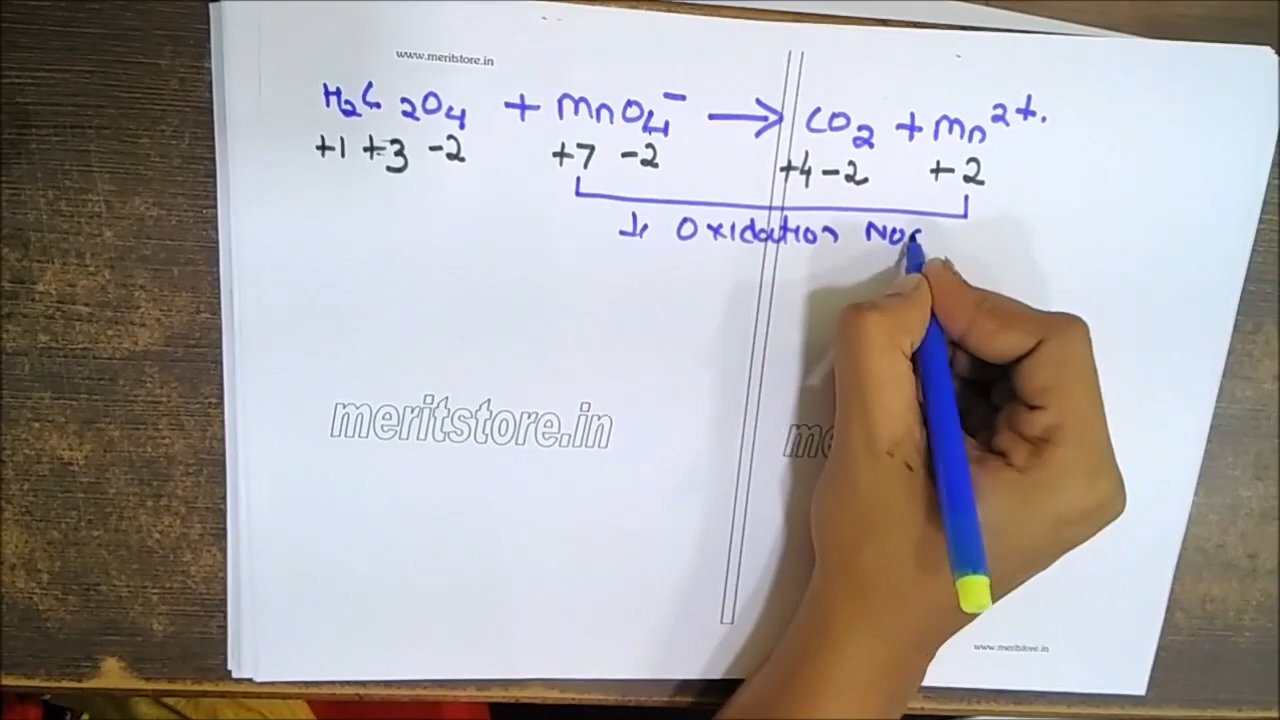 www.meritstore.in
H₂C₂O₄ + MnO₄⁻ → CO₂ + Mn²⁺.
+1 +3 -2 +7 -2 +4 -2 +2
Oxidation
meritstore.in
www.meritstore.in